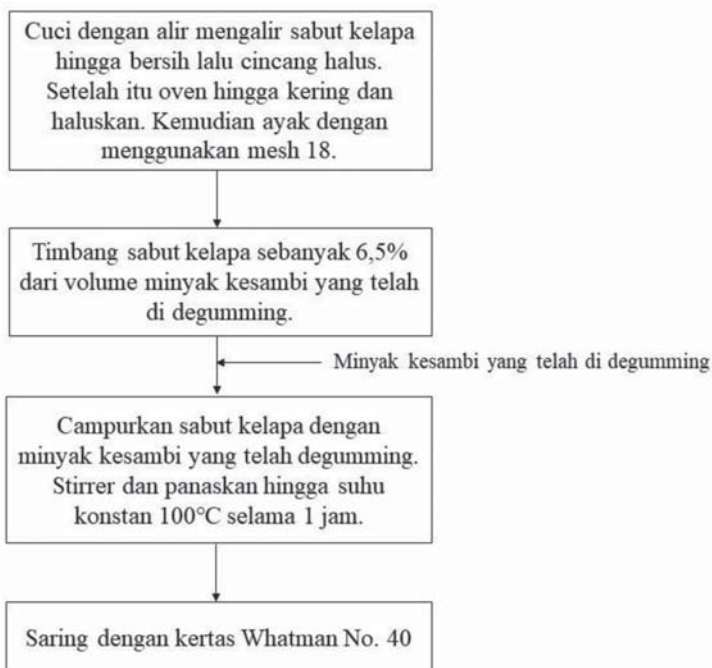 Cuci dengan alir mengalir sabut kelapa
hingga bersih lalu cincang halus.
Setelah itu oven hingga kering dan
haluskan. Kemudian ayak dengan
menggunakan mesh 18.
Timbang sabut kelapa sebanyak 6,5%
dari volume minyak kesambi yang telah
di degumming.
Minyak kesambi yang telah di degumming
Campurkan sabut kelapa dengan
minyak kesambi yang telah degumming.
Stirrer dan panaskan hingga suhu
konstan 100°C selama 1 jam.
Saring dengan kertas Whatman No. 40